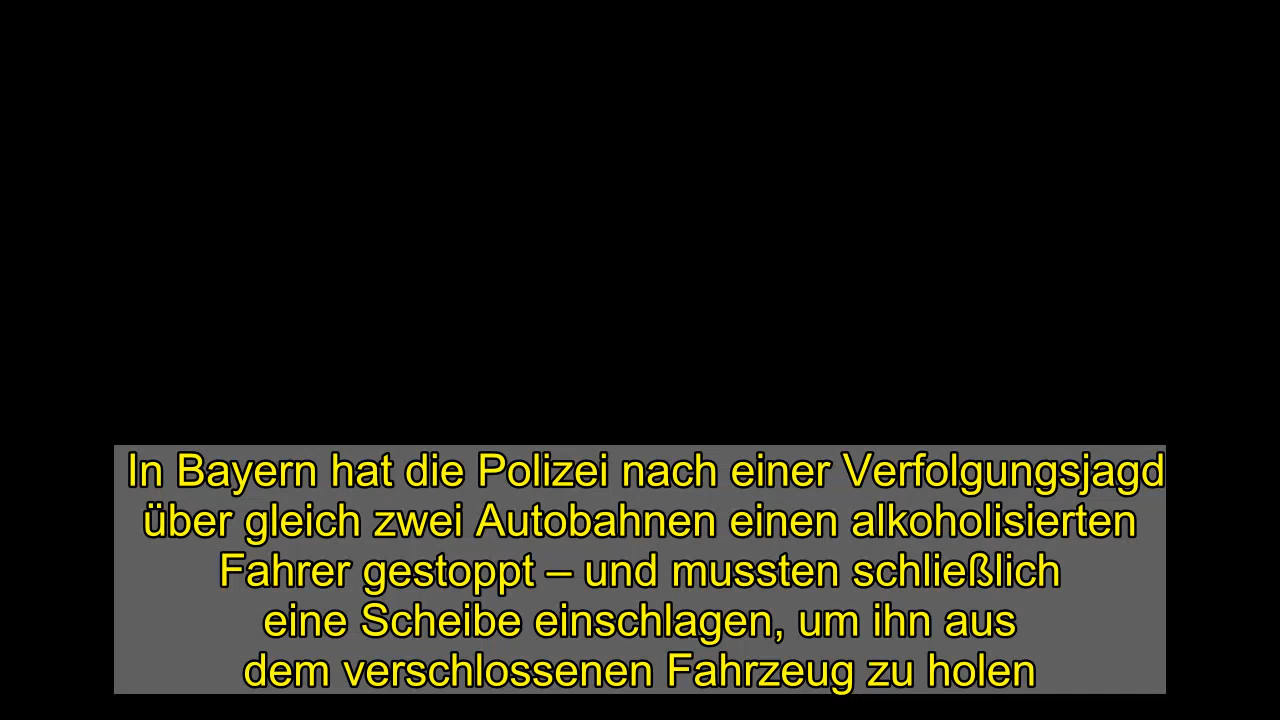 In Bayern hat die Polizei nach einer Verfolgungsjagd
über gleich zwei Autobahnen einen alkoholisierten
Fahrer gestoppt – und mussten schließlich
eine Scheibe einschlagen, um ihn aus
dem verschlossenen Fahrzeug zu holen